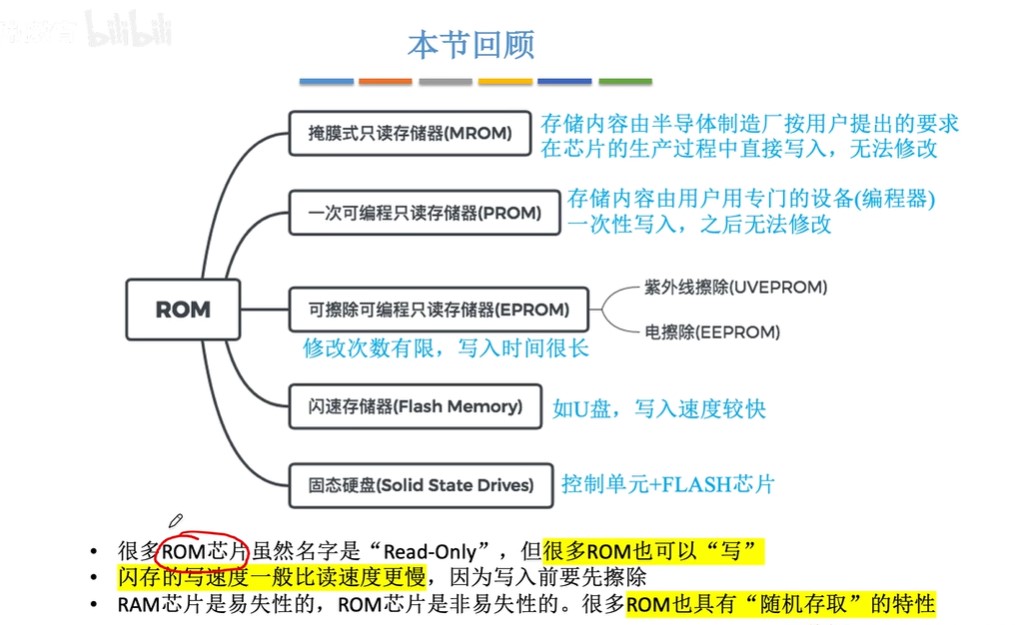 bilibili
本节回顾
掩膜式只读存储器(MROM)
存储内容由半导体制造厂按用户提出的要求
在芯片的生产过程中直接写入，无法修改
一次可编程只读存储器(PROM)
存储内容由用户用专门的设备(编程器)
一次性写入，之后无法修改
ROM
可擦除可编程只读存储器(EPROM)
紫外线擦除(UVEPROM)
电擦除(EEPROM)
修改次数有限，写入时间很长
闪速存储器(Flash Memory)
如U盘，写入速度较快
固态硬盘(Solid State Drives)
控制单元+FLASH芯片
• 很多ROM芯片虽然名字是“Read-Only”，但很多ROM也可以“写”
• 闪存的写速度一般比读速度更慢，因为写入前要先擦除
• RAM芯片是易失性的，ROM芯片是非易失性的。很多ROM也具有“随机存取”的特性